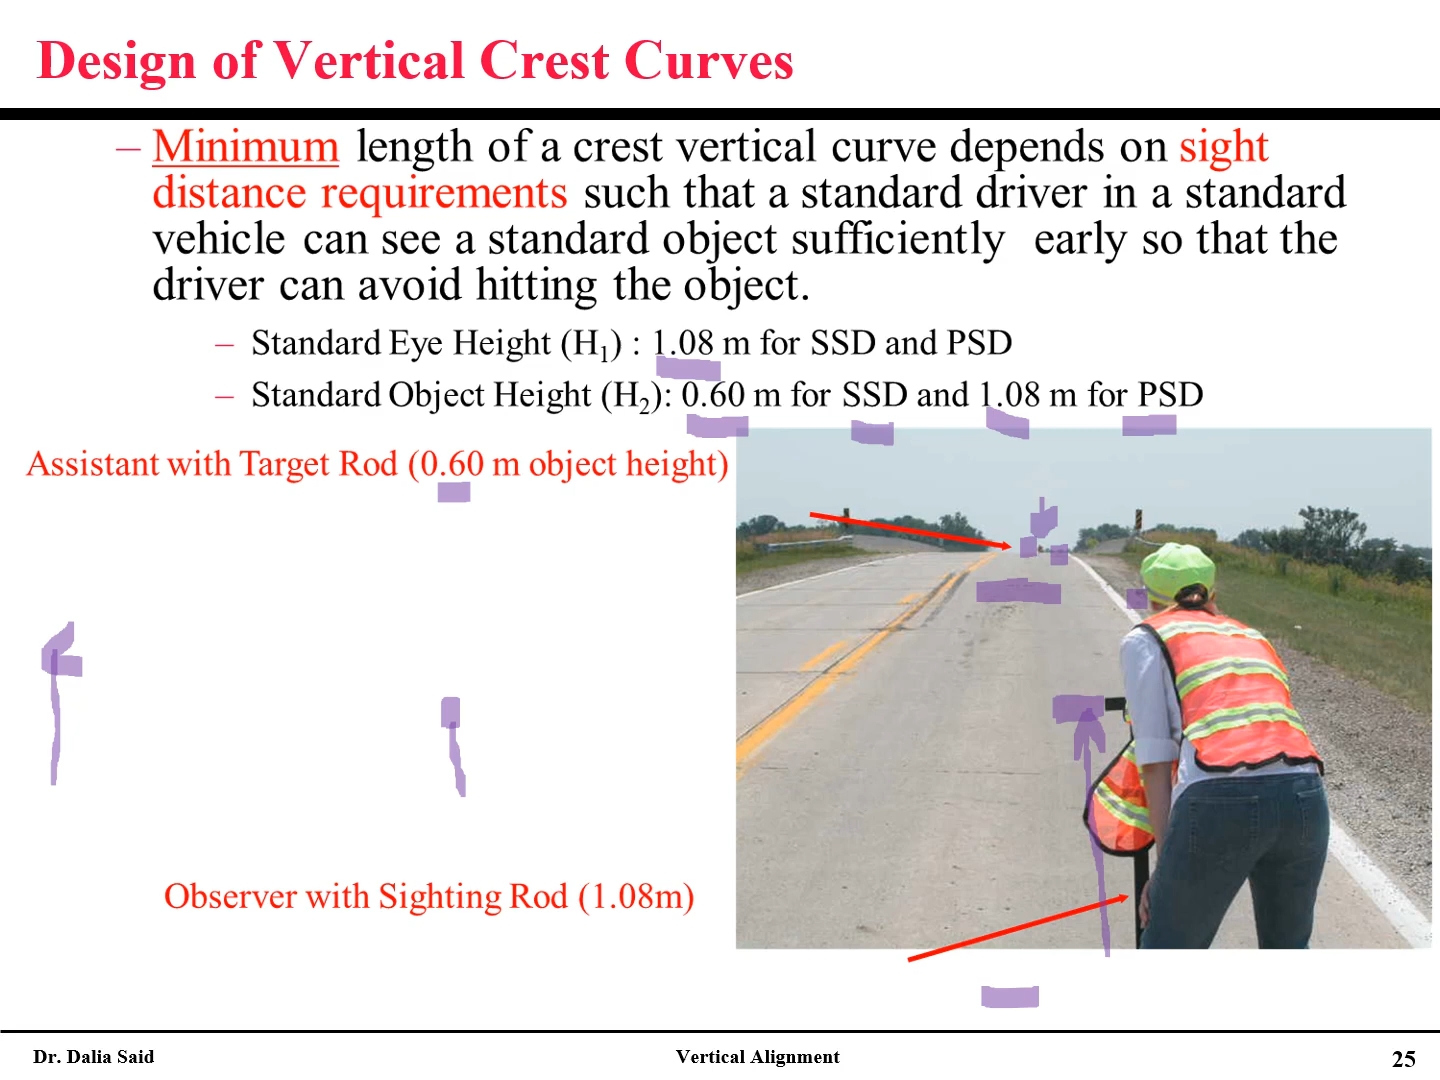 Design of Vertical Crest Curves
– Minimum length of a crest vertical curve depends on sight
distance requirements such that a standard driver in a standard
vehicle can see a standard object sufficiently early so that the
driver can avoid hitting the object.
– Standard Eye Height (H1) : 1.08 m for SSD and PSD
– Standard Object Height (H2): 0.60 m for SSD and 1.08 m for PSD
Assistant with Target Rod (0.60 m object height)
Observer with Sighting Rod (1.08m)
Dr. Dalia Said
Vertical Alignment
25